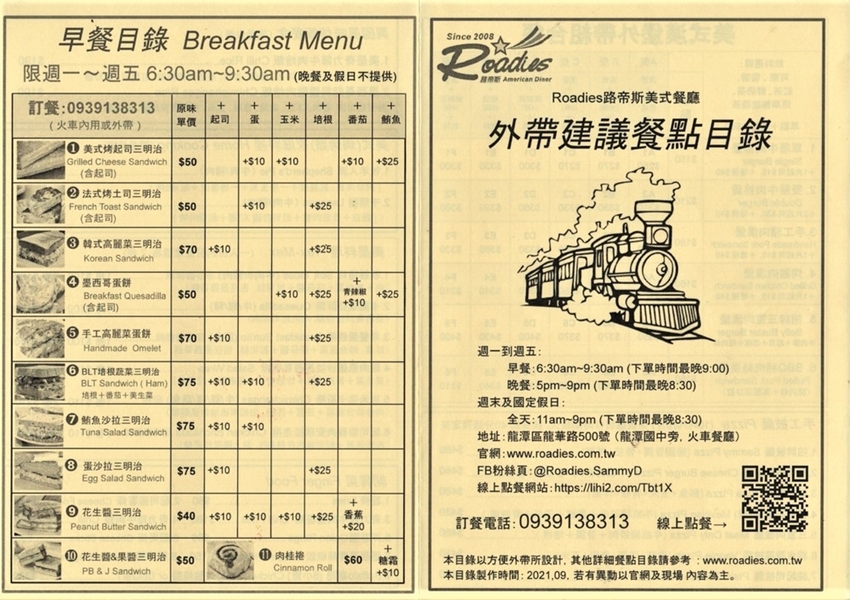 早餐目錄 Breakfast Menu
限週一～週五 6:30am~9:30am (晚餐及假日不提供)
訂餐:0939138313
(火車內用或外帶)
原味單價
+起司
+蛋
+玉米
+培根
+番茄
+鮪魚
❶ 美式烤起司三明治
Grilled Cheese Sandwich
(含起司)
$50 +$10 +$10 +$10 +$25
❷ 法式烤土司三明治
French Toast Sandwich
(含起司)
$50 +$10 +$25
❸ 韓式高麗菜三明治
Korean Sandwich
$70 +$10 +$25
❹ 墨西哥蛋餅
Breakfast Quesadilla
(含起司)
$50 +$10 +$25 +青辣椒 +$10 +$25
❺ 手工高麗菜蛋餅
Handmade Omelet
$70 +$10 +$25
❻ BLT培根蔬菜三明治
BLT Sandwich ( Ham)
培根+番茄+美生菜
$75 +$10 +$10 +$25
❼ 鮪魚沙拉三明治
Tuna Salad Sandwich
$75 +$10 +$10
❽ 蛋沙拉三明治
Egg Salad Sandwich
$75 +$10 +$25
❾ 花生醬三明治
Peanut Butter Sandwich
$40 +$10 +$10 +$10 +$25 +香蕉 +$20
❿ 花生醬&果醬三明治
PB & J Sandwich
$50
⓫ 肉桂捲
Cinnamon Roll
$60 +糖霜 +$10
Since 2008
Roadies
路帝斯 American Diner
Roadies路帝斯美式餐廳
外帶建議餐點目錄
週一到週五:
早餐:6:30am~9:30am (下單時間最晚9:00)
晚餐:5pm~9pm (下單時間最晚8:30)
週末及國定假日:
全天:11am~9pm (下單時間最晚8:30)
地址:龍潭區龍華路500號 (龍潭國中旁, 火車餐廳)
官網:www.roadies.com.tw
FB粉絲頁:@Roadies.SammyD
線上點餐網站:https://lihi2.com/Tbt1X
訂餐電話:0939138313 線上點餐→
本目錄以方便外帶所設計, 其他詳細餐點目錄請參考 : www.roadies.com.tw
本目錄製作時間: 2021,09, 若有異動以官網及現場 內容為主。